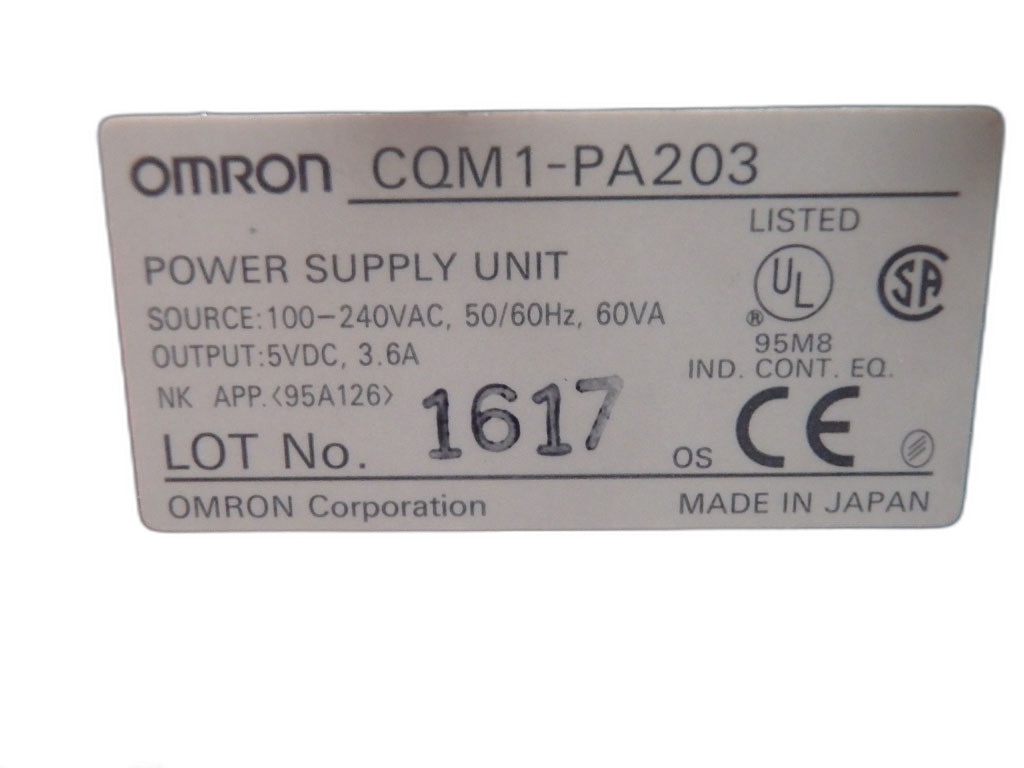 OMRON CQM1-PA203
LISTED
POWER SUPPLY UNIT
UL
®
SA
SOURCE:100-240VAC, 50/60Hz, 60VA
OUTPUT:5VDC, 3.6A
95M8
IND. CONT. EQ.
NK APP.<95A126>
LOT No. 1617
OS CE
OMRON Corporation
MADE IN JAPAN